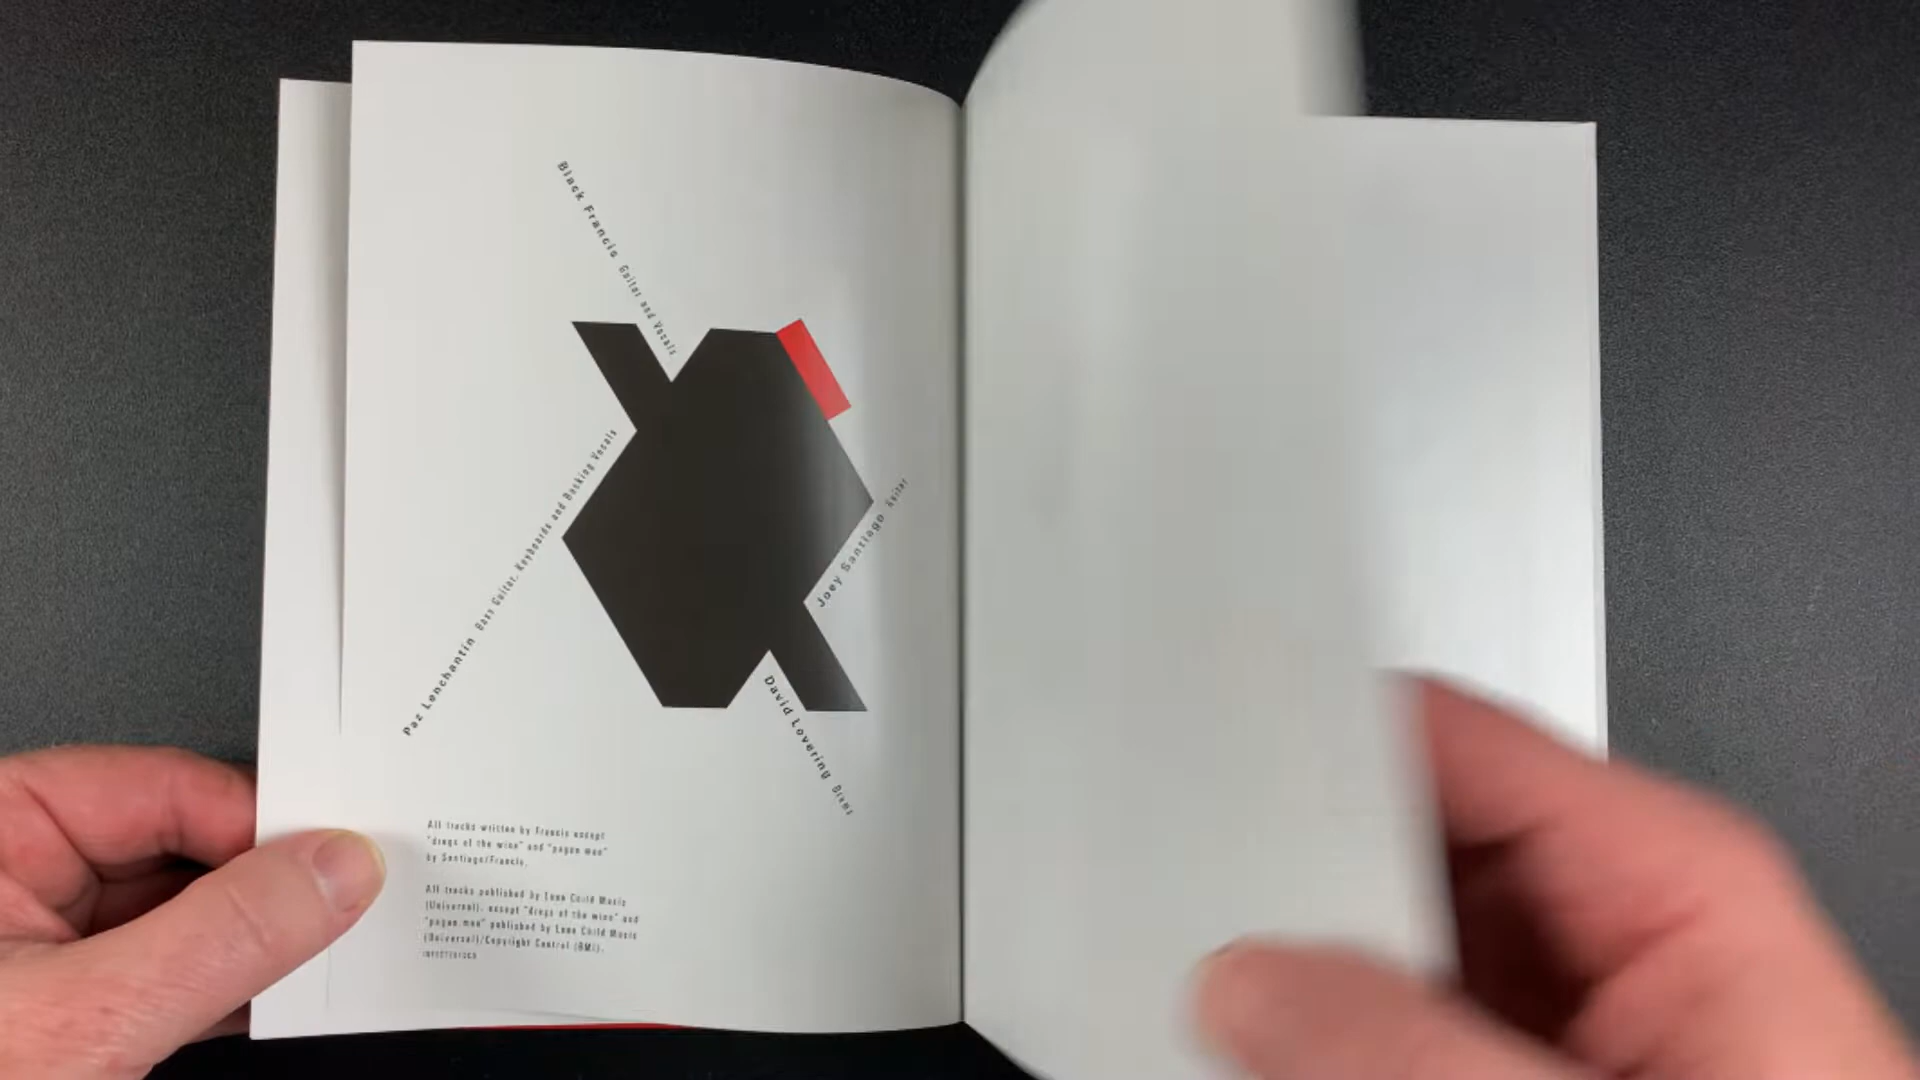 Black Francis Guitar and Vocals
Paz Lenchantin Bass Guitar, Keyboards and Backing Vocals
Joey Santiago Guitar
David Lovering Drums
All tracks written by Francis except
"dregs of the wine" and "pagan man"
by Santiago/Francis.
All tracks published by Lone Child Music
(Universal), except "dregs of the wine" and
"pagan man" published by Lone Child Music
(Universal)/Copyright Control (BMI).